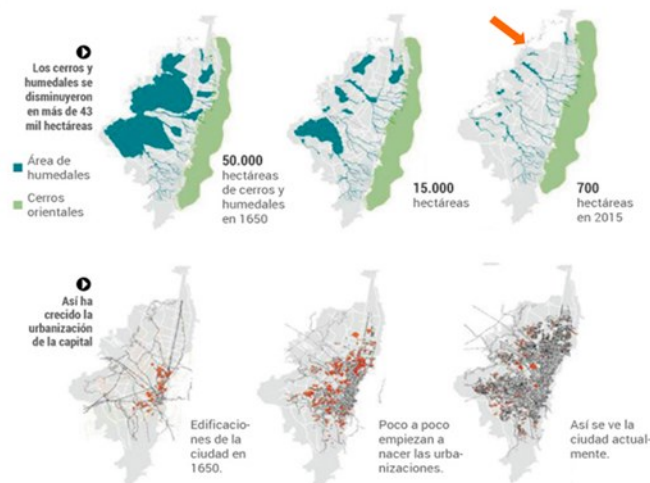 Los cerros y
humedales se
disminuyeron
en más de 43
mil hectáreas
Área de
humedales
Cerros
orientales
50.000
hectáreas
de cerros y
humedales
en 1650
15.000
hectáreas
700
hectáreas
en 2015
Así ha
crecido la
urbanización
de la capital
Edificacio-
nes de la
ciudad en
1650.
Poco a poco
empiezan a
nacer las urba-
nizaciones.
Así se ve la
ciudad actual-
mente.